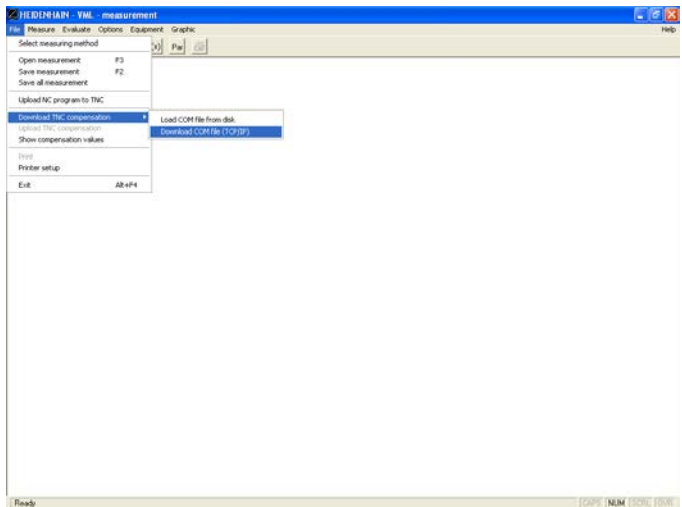 HEIDENHAIN - VML - measurement
File Measure Evaluate Options Equipment Graphic Help
Select measuring method
Par
Open measurement F3
Save measurement F2
Save all measurement
Upload NC program to TNC
Download TNC compensation
Load COM file from disk
Upload TNC compensation
Download COM file (TCP/IP)
Show compensation values
Print
Printer setup
Exit Alt+F4
Ready CAPS NUM SCRL OVR